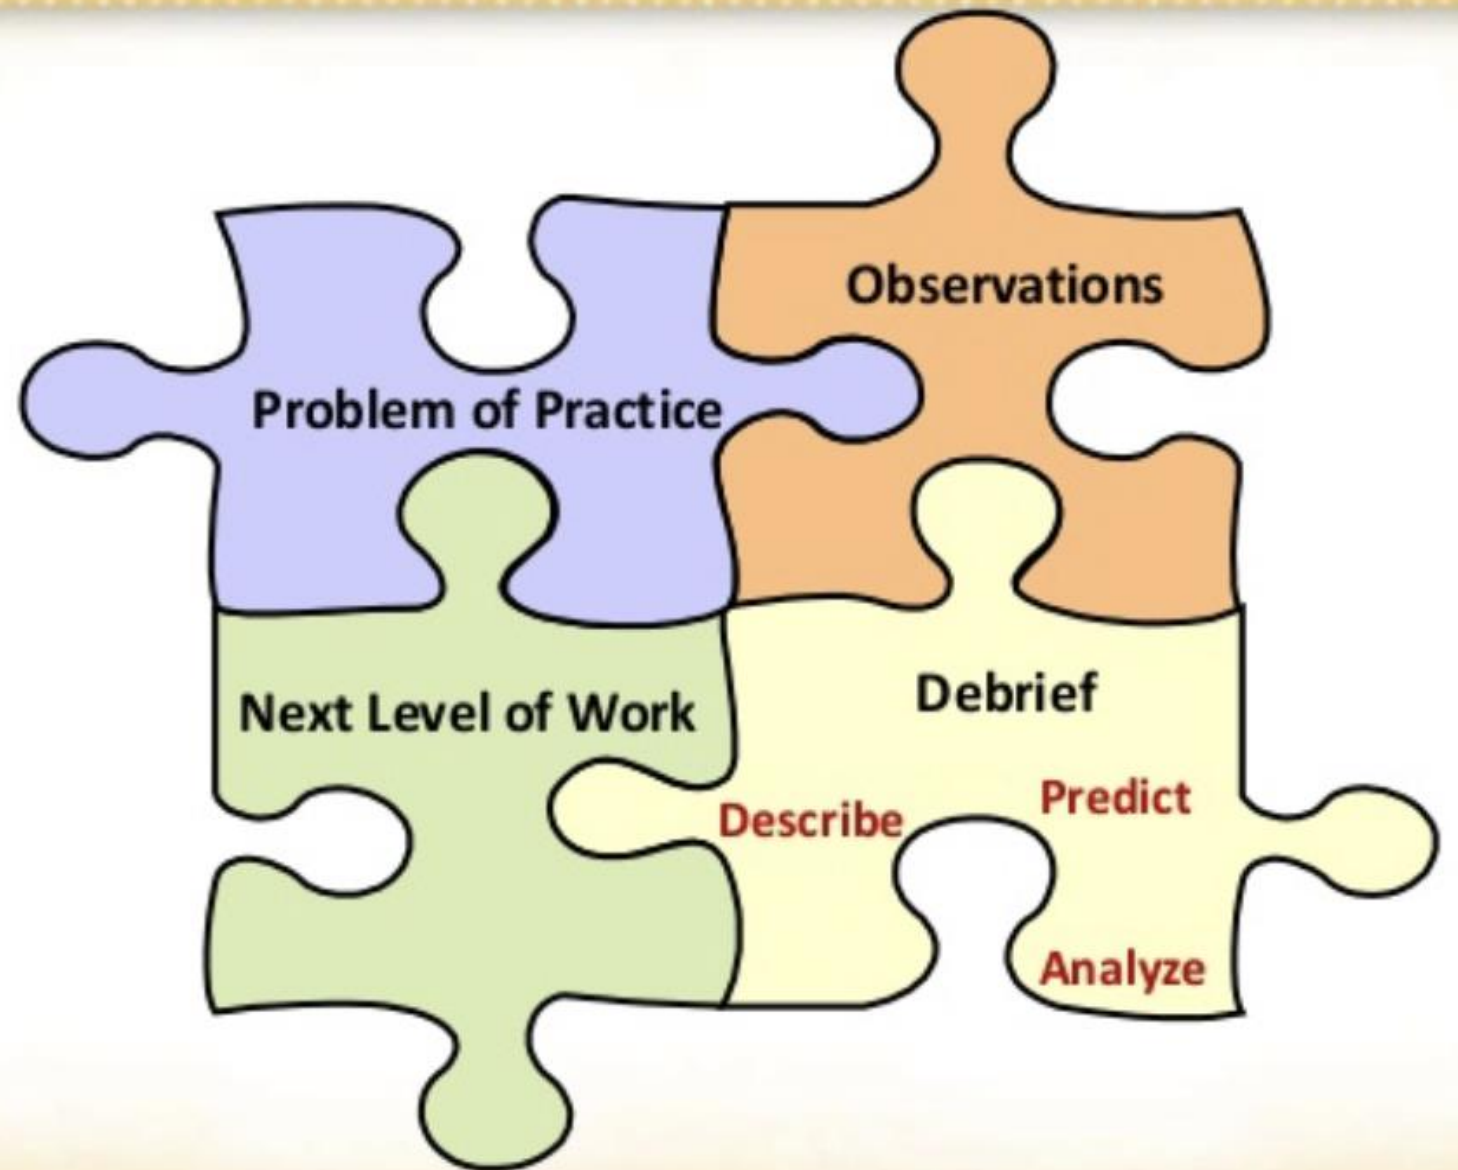 Observations
Problem of Practice
Next Level of Work
Debrief
Describe
Predict
Analyze